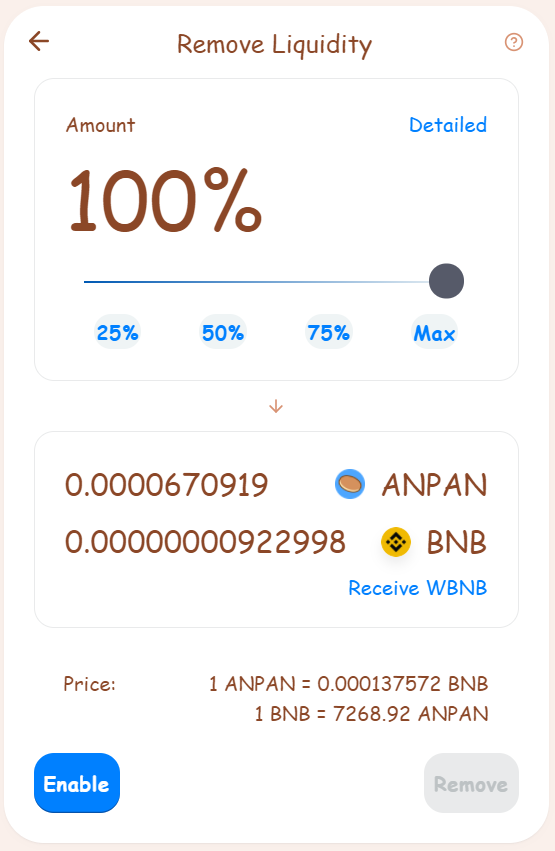 Remove Liquidity
Amount
Detailed
100%
25% 50% 75% Max
0.0000670919 ANPAN
0.00000000922998 BNB
Receive WBNB
Price: 1 ANPAN = 0.000137572 BNB
1 BNB = 7268.92 ANPAN
Enable Remove